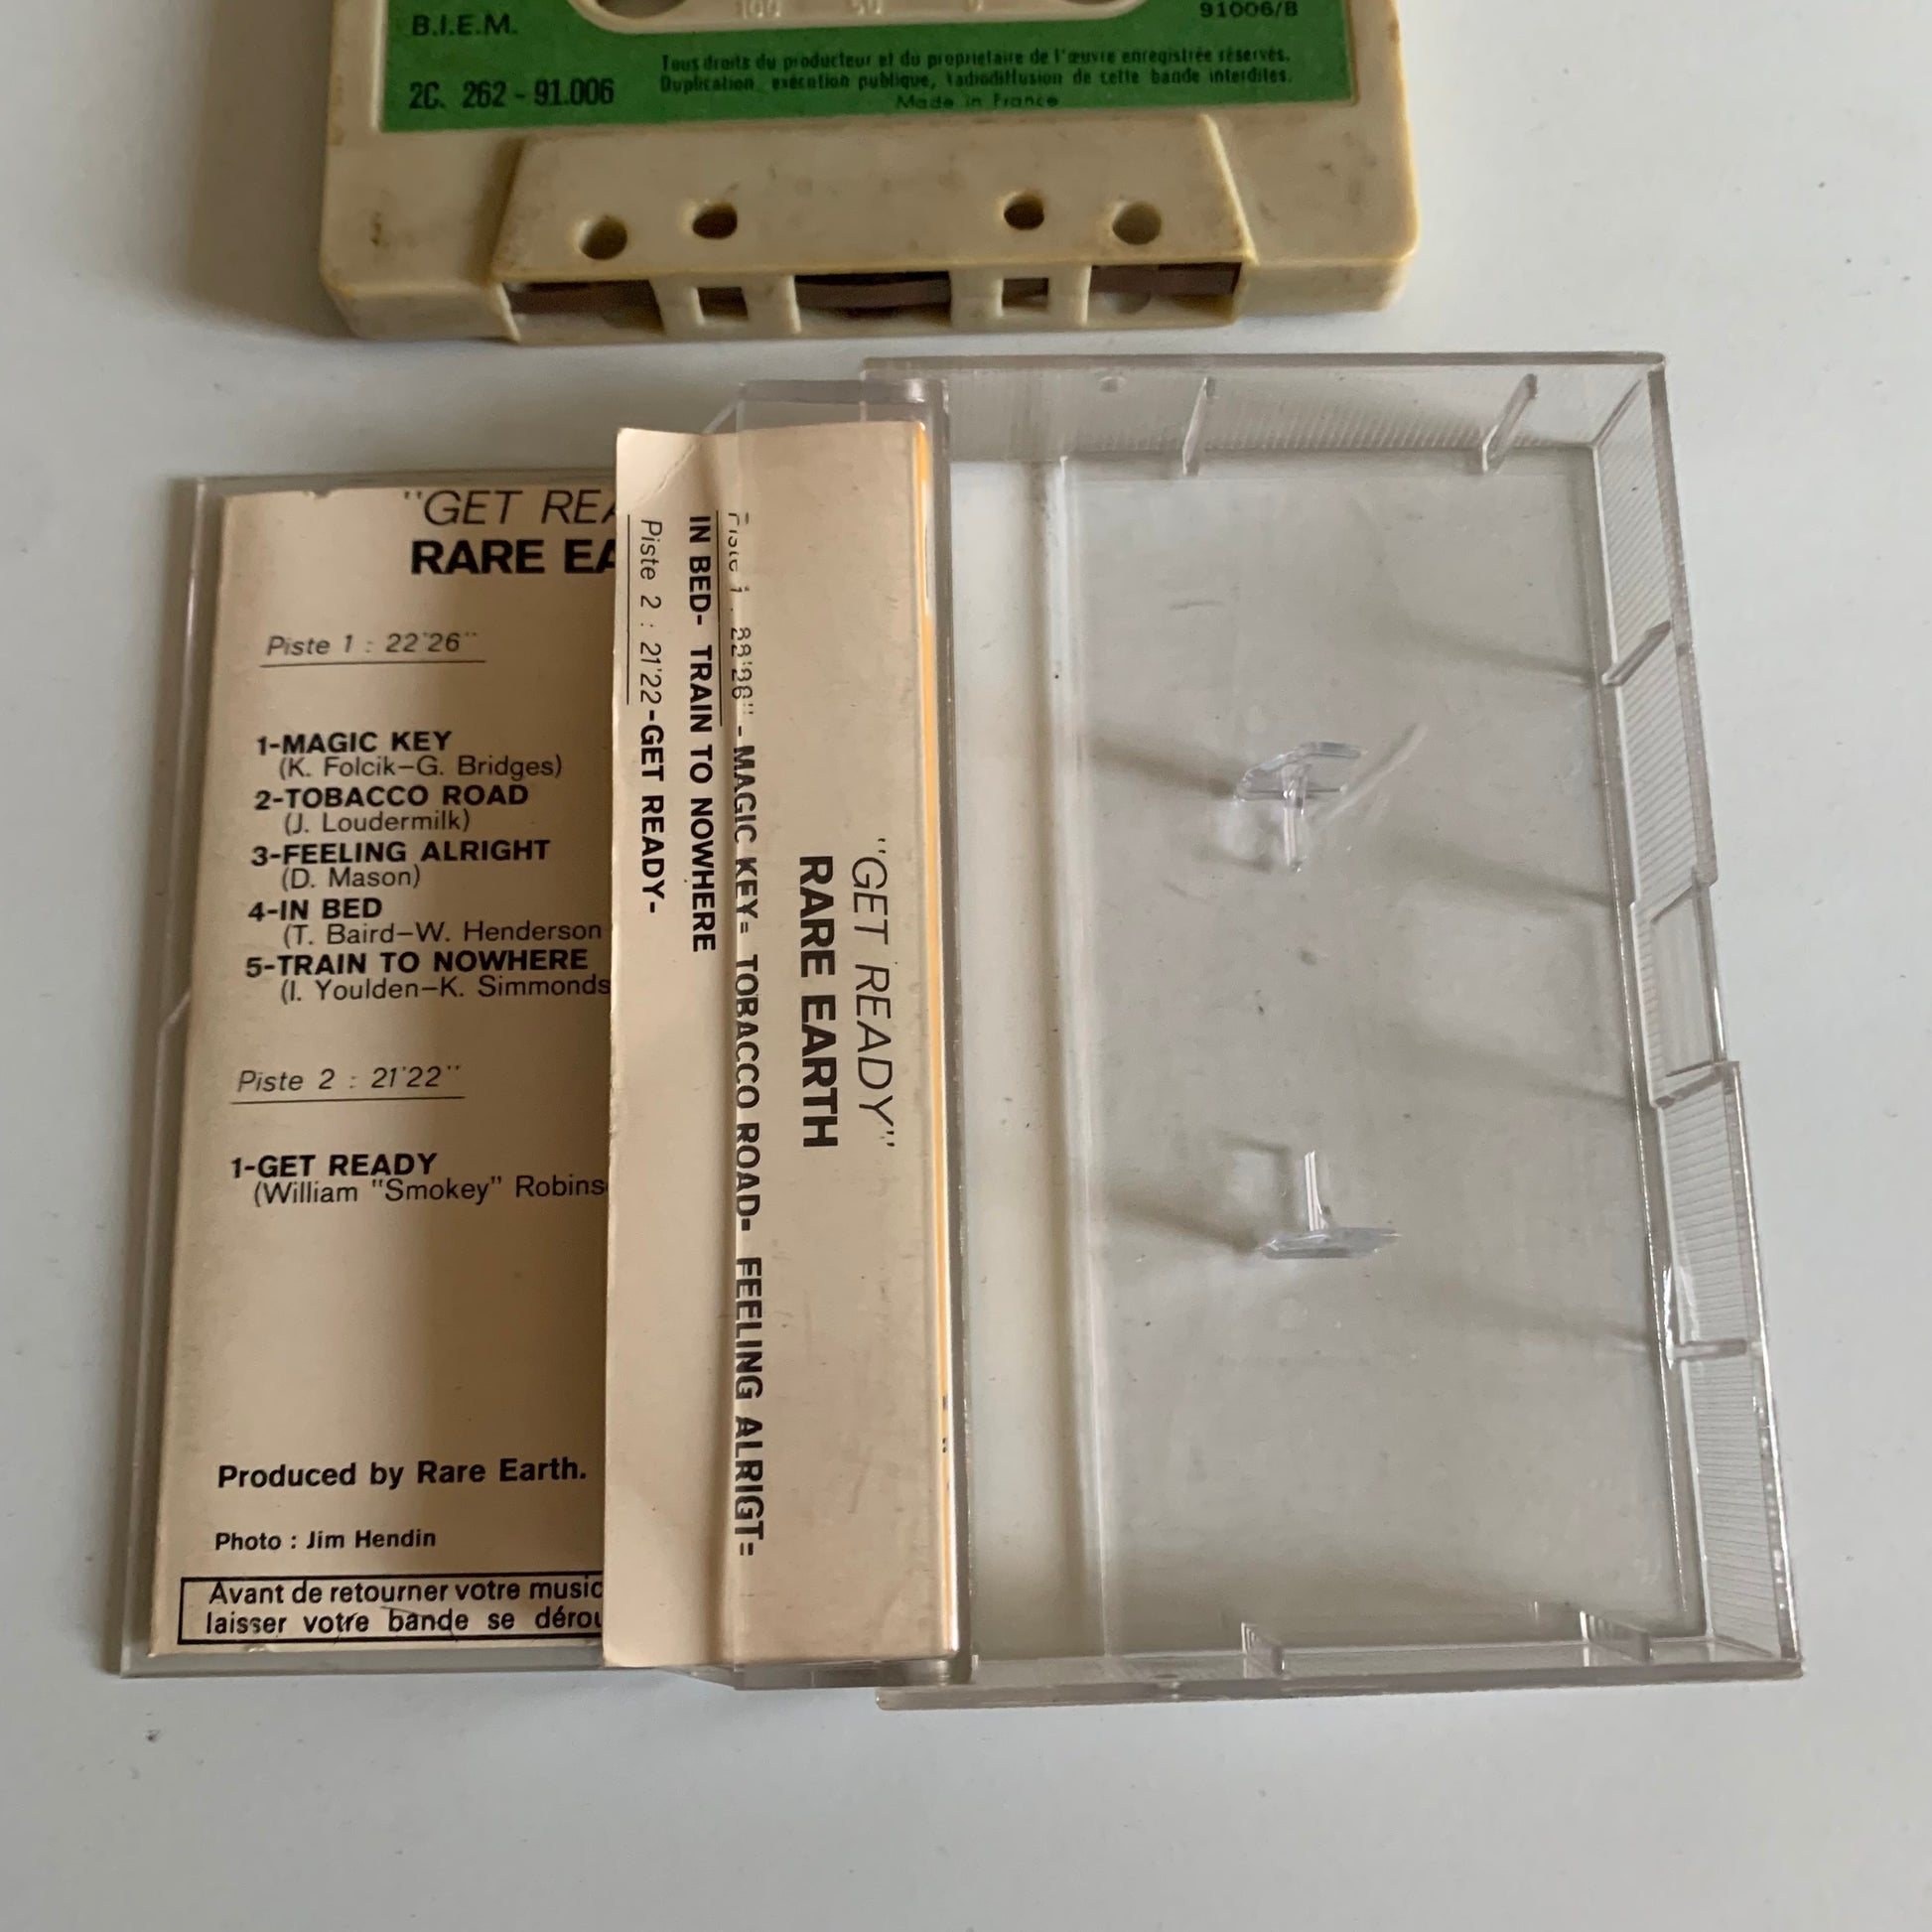 B.I.E.M.
91006/B
2C. 262 - 91.006
Tous droits du producteur et du propriétaire de l'œuvre enregistrée réservés.
Duplication, exécution publique, radiodiffusion de cette bande interdites.
Made in France
100 50 0
"GET REA
RARE EA
Piste 1 : 22'26"
1-MAGIC KEY
(K. Folcik-G. Bridges)
2-TOBACCO ROAD
(J. Loudermilk)
3-FEELING ALRIGHT
(D. Mason)
4-IN BED
(T. Baird-W. Henderson
5-TRAIN TO NOWHERE
(I. Youlden-K. Simmonds
Piste 2 : 21'22"
1-GET READY
(William "Smokey" Robins
Produced by Rare Earth.
Photo : Jim Hendin
Avant de retourner votre music
laisser votre bande se dérou
"GET READY"
RARE EARTH
Piste 1 : - MAGIC KEY= TOBACCO ROAD= FEELING ALRIGT=
IN BED- TRAIN TO NOWHERE
Piste 2 : 21'22-GET READY-